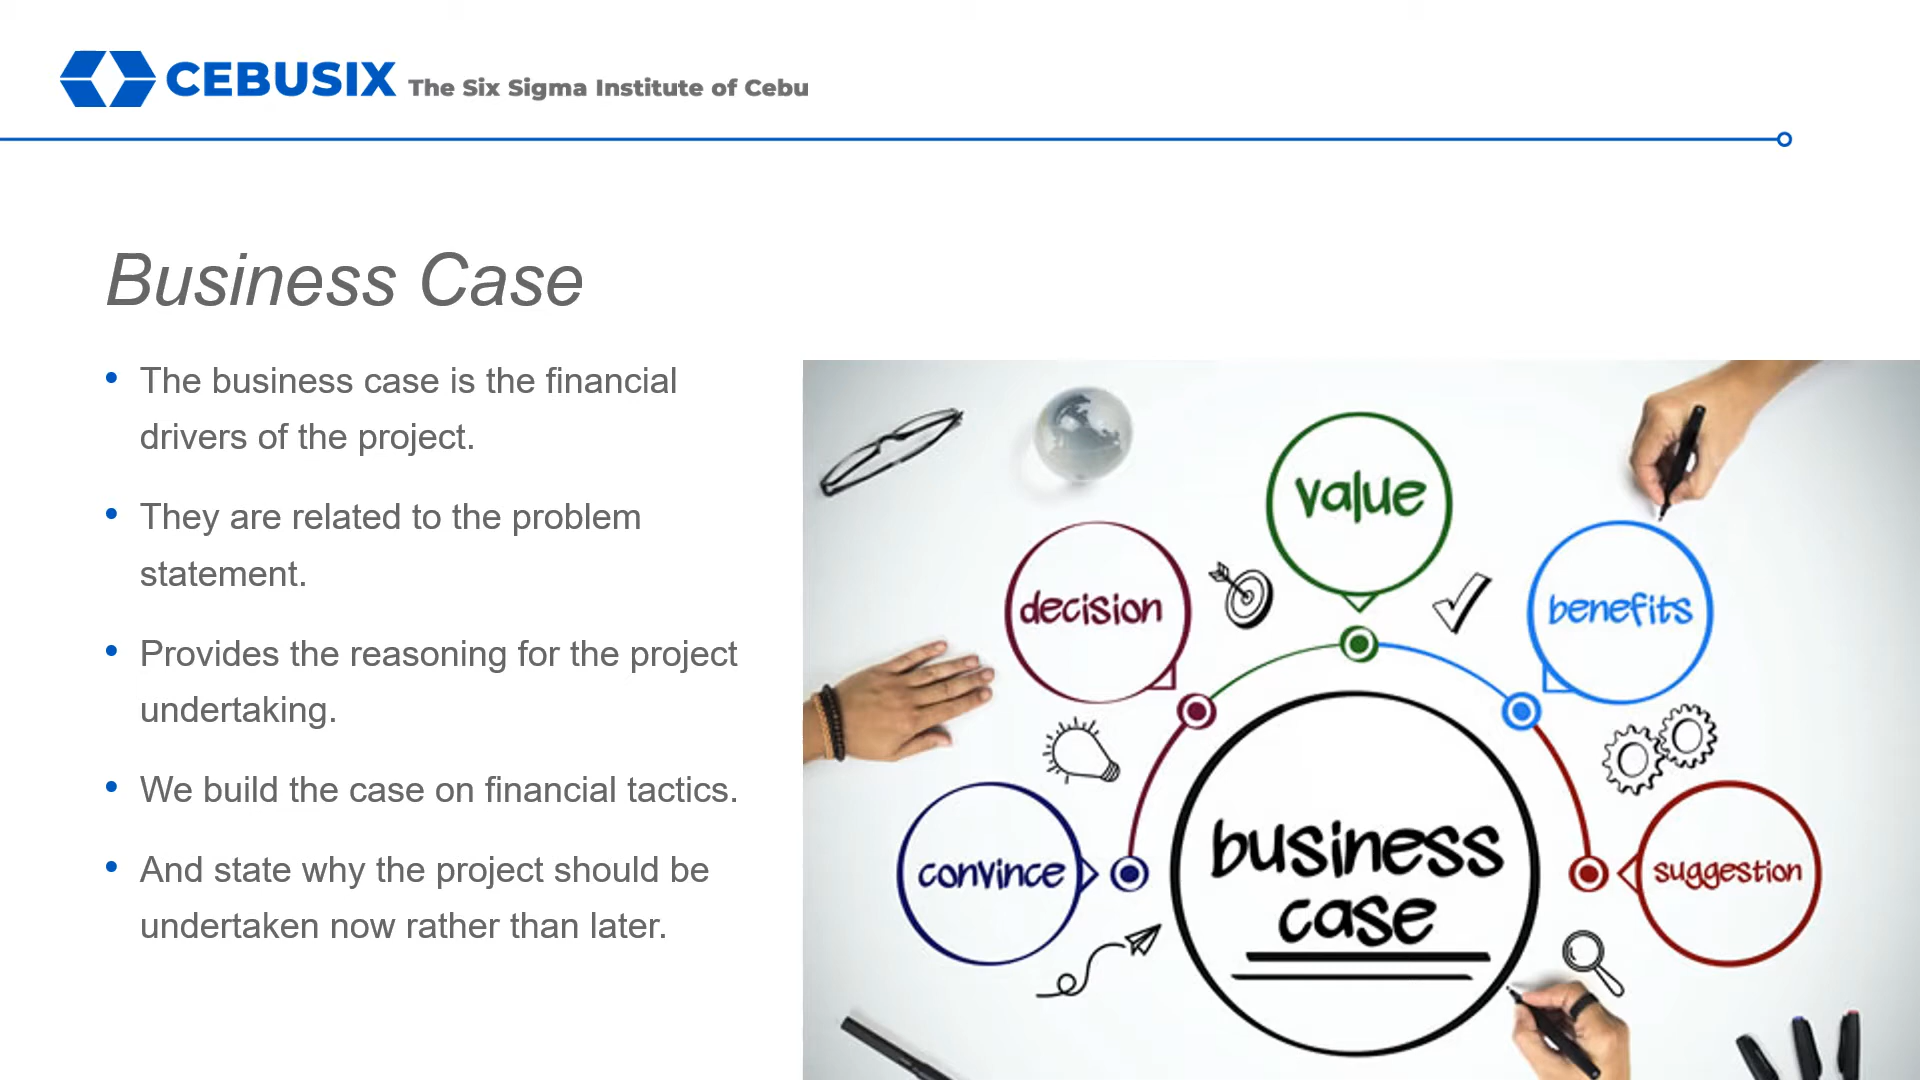 CEBUSIX The Six Sigma Institute of Cebu
Business Case
• The business case is the financial
drivers of the project.
• They are related to the problem
statement.
• Provides the reasoning for the project
undertaking.
• We build the case on financial tactics.
• And state why the project should be
undertaken now rather than later.
value
decision
benefits
convince
business
case
suggestion